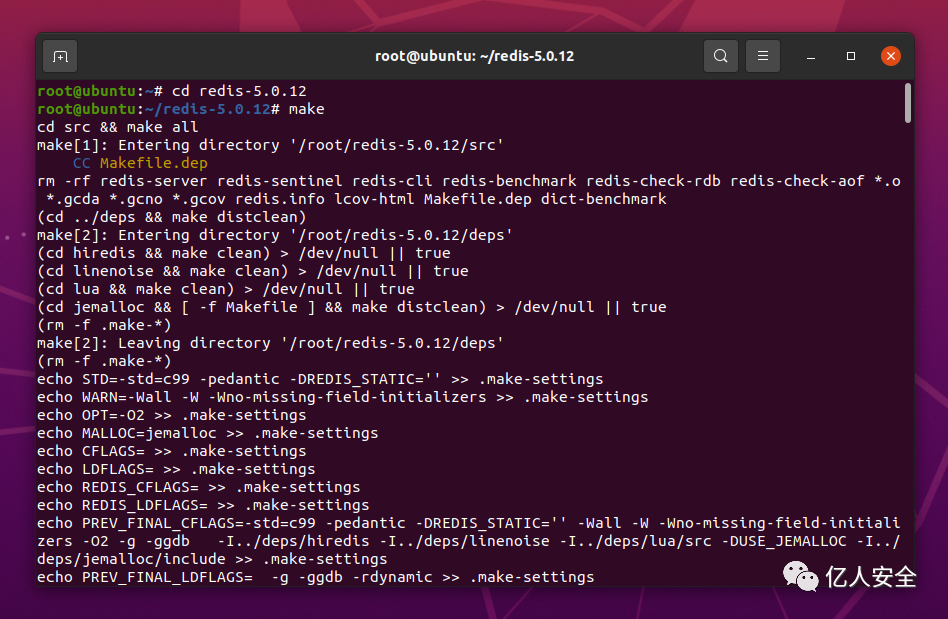 root@ubuntu: ~/redis-5.0.12
root@ubuntu:~# cd redis-5.0.12
root@ubuntu:~/redis-5.0.12# make
cd src && make all
make[1]: Entering directory '/root/redis-5.0.12/src'
    CC Makefile.dep
rm -rf redis-server redis-sentinel redis-cli redis-benchmark redis-check-rdb redis-check-aof *.o
 *.gcda *.gcno *.gcov redis.info lcov-html Makefile.dep dict-benchmark
(cd ../deps && make distclean)
make[2]: Entering directory '/root/redis-5.0.12/deps'
(cd hiredis && make clean) > /dev/null || true
(cd linenoise && make clean) > /dev/null || true
(cd lua && make clean) > /dev/null || true
(cd jemalloc && [ -f Makefile ] && make distclean) > /dev/null || true
(rm -f .make-*)
make[2]: Leaving directory '/root/redis-5.0.12/deps'
(rm -f .make-*)
echo STD=-std=c99 -pedantic -DREDIS_STATIC='' >> .make-settings
echo WARN=-Wall -W -Wno-missing-field-initializers >> .make-settings
echo OPT=-O2 >> .make-settings
echo MALLOC=jemalloc >> .make-settings
echo CFLAGS= >> .make-settings
echo LDFLAGS= >> .make-settings
echo REDIS_CFLAGS= >> .make-settings
echo REDIS_LDFLAGS= >> .make-settings
echo PREV_FINAL_CFLAGS=-std=c99 -pedantic -DREDIS_STATIC='' -Wall -W -Wno-missing-field-initiali
zers -O2 -g -ggdb   -I../deps/hiredis -I../deps/linenoise -I../deps/lua/src -DUSE_JEMALLOC -I../
deps/jemalloc/include >> .make-settings
echo PREV_FINAL_LDFLAGS=  -g -ggdb -rdynamic >> .make-settings
亿人安全